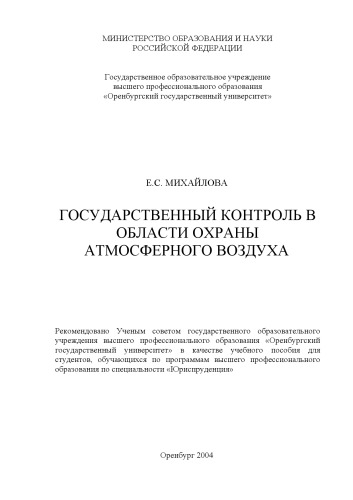 МИНИСТЕРСТВО ОБРАЗОВАНИЯ И НАУКИ
РОССИЙСКОЙ ФЕДЕРАЦИИ
Государственное образовательное учреждение
высшего профессионального образования
«Оренбургский государственный университет»
Е.С. МИХАЙЛОВА
ГОСУДАРСТВЕННЫЙ КОНТРОЛЬ В
ОБЛАСТИ ОХРАНЫ
АТМОСФЕРНОГО ВОЗДУХА
Рекомендовано Ученым советом государственного образовательного
учреждения высшего профессионального образования «Оренбургский
государственный университет» в качестве учебного пособия для
студентов, обучающихся по программам высшего профессионального
образования по специальности «Юриспруденция»
Оренбург 2004